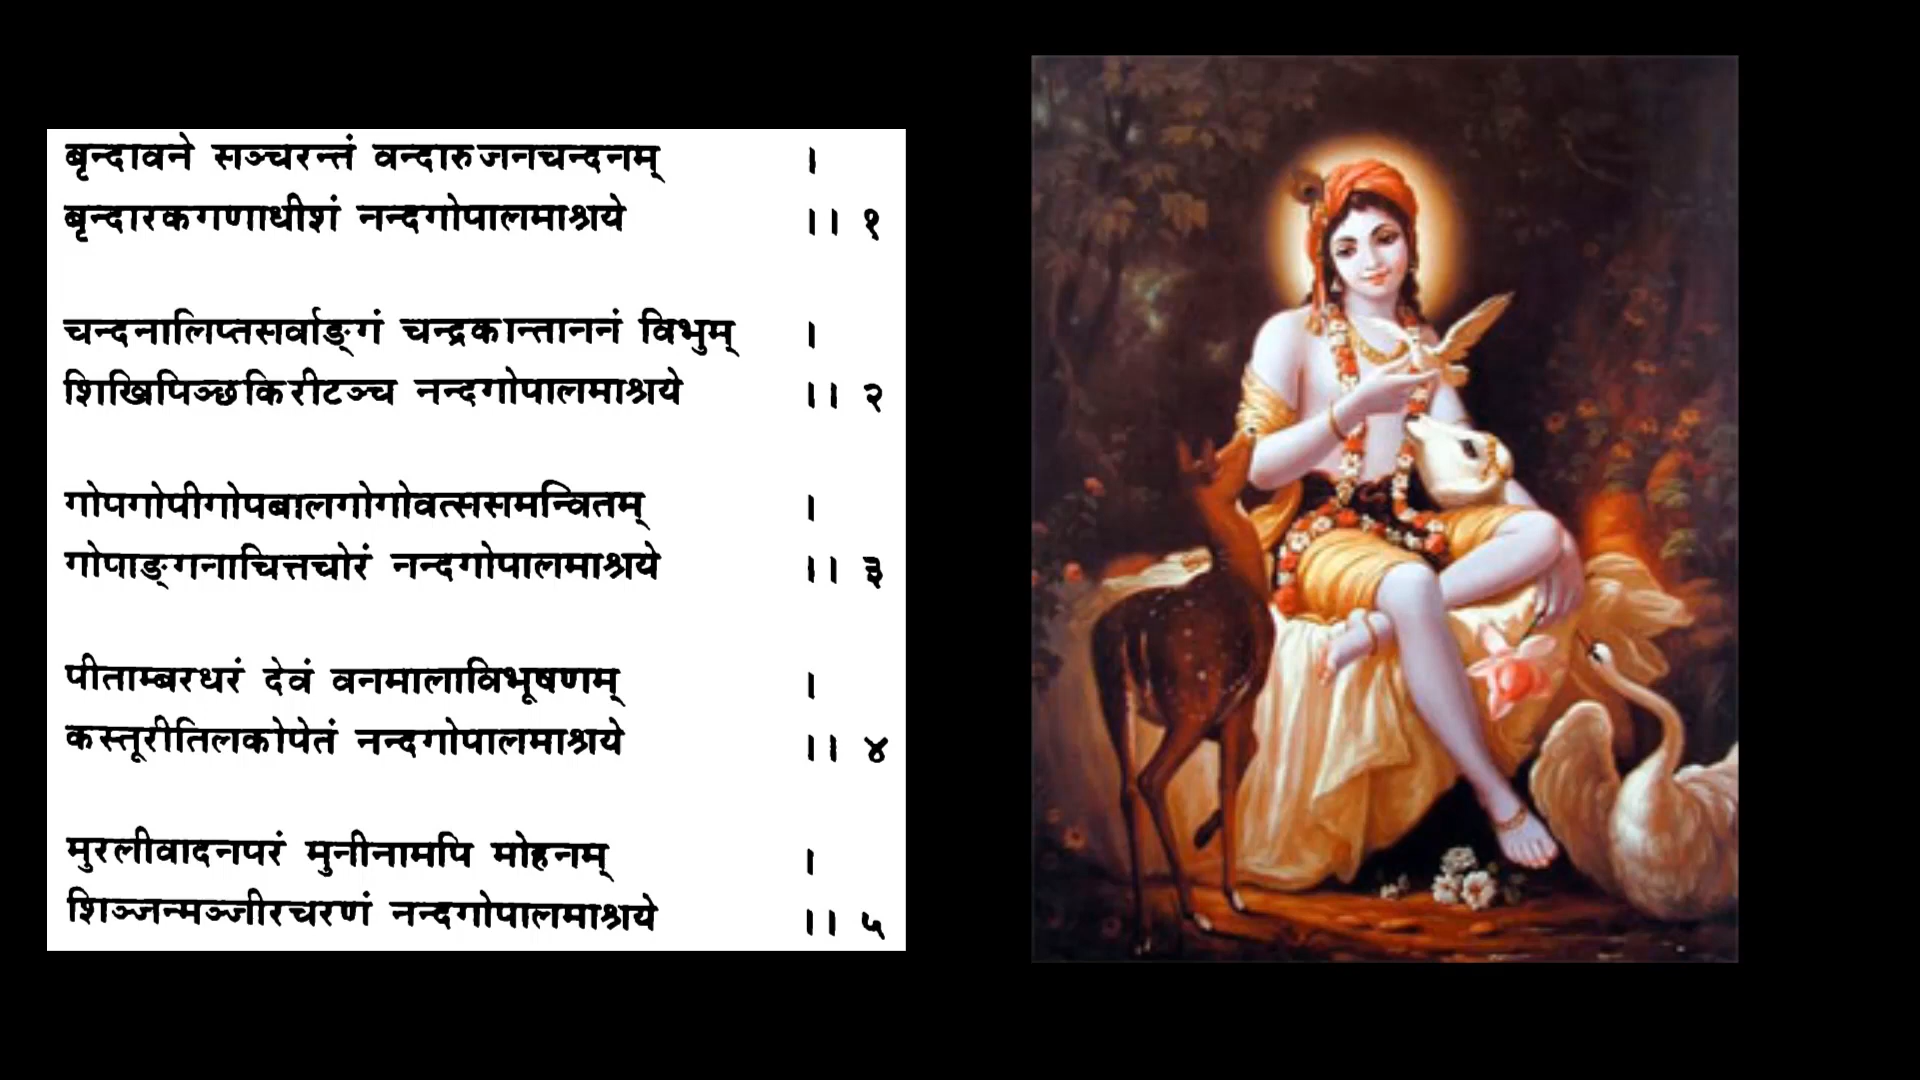 बृन्दावने सञ्चरन्तं वन्दारुजनचन्दनम् ।
बृन्दारकगणाधीशं नन्दगोपालमाश्रये ।। १
चन्दनालिप्तसर्वाङ्गं चन्द्रकान्ताननं विभुम् ।
शिखिपिञ्छकिरीटञ्च नन्दगोपालमाश्रये ।। २
गोपगोपीगोपबालगोगोवत्ससमन्वितम् ।
गोपाङ्गनाचित्तचोरं नन्दगोपालमाश्रये ।। ३
पीताम्बरधरं देवं वनमालाविभूषणम् ।
कस्तूरीतिलकोपेतं नन्दगोपालमाश्रये ।। ४
मुरलीवादनपरं मुनीनामपि मोहनम् ।
शिञ्जन्मञ्जीरचरणं नन्दगोपालमाश्रये ।। ५